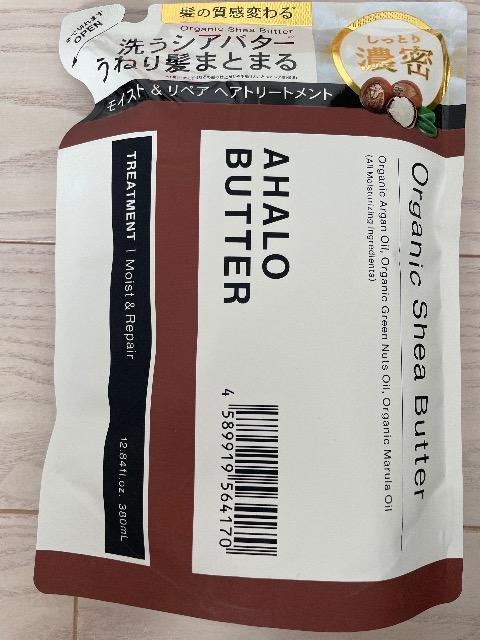 OPEN
髪の質感変わる
Organic Shea Butter
洗うシアバター
うねり髪まとまる
しっとり
濃密
モイスト & リペア ヘアトリートメント
Organic Shea Butter
Organic Argan Oil, Organic Green Nuts Oil, Organic Marula Oil
(All Moisturizing Ingredients)
AHALO
BUTTER
4 589919 564170
TREATMENT | Moist & Repair
12.84fl.oz. 380mL